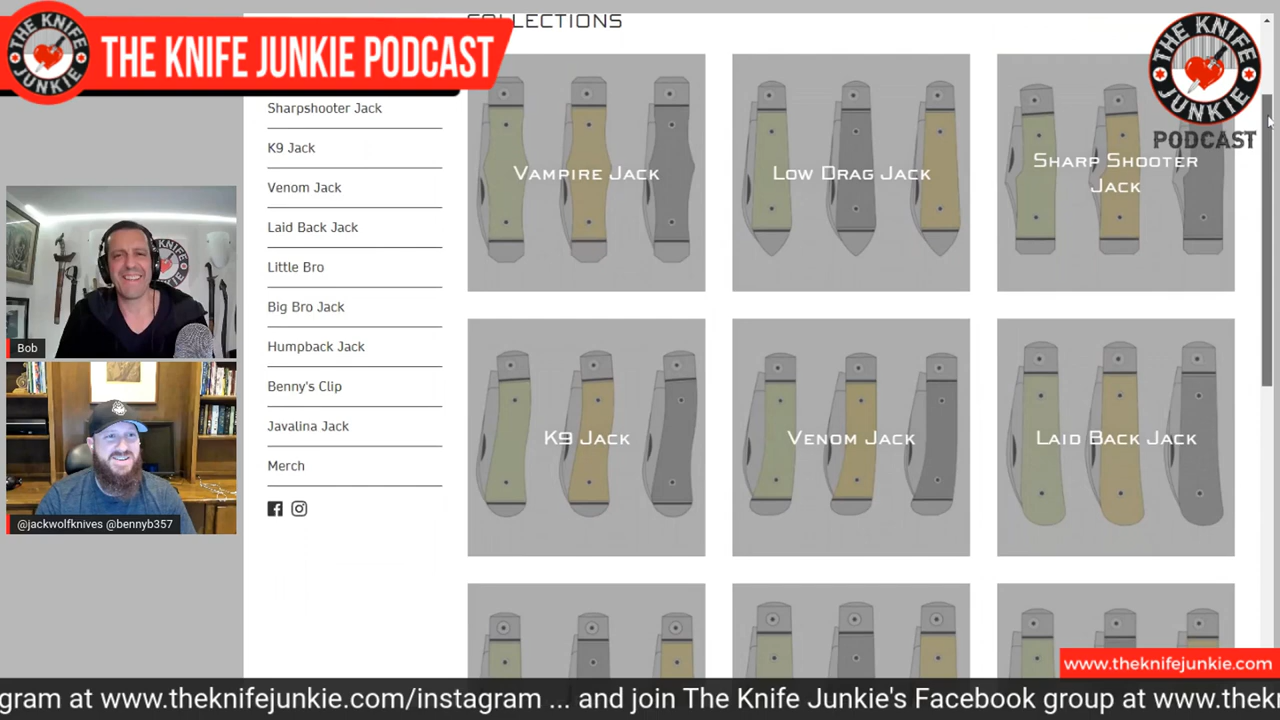 THE KNIFE JUNKIE
THE KNIFE JUNKIE PODCAST
COLLECTIONS
THE KNIFE JUNKIE
PODCAST
Sharpshooter Jack
K9 Jack
Venom Jack
Laid Back Jack
Little Bro
Big Bro Jack
Humpback Jack
Benny's Clip
Javalina Jack
Merch
Vampire Jack
Low Drag Jack
Sharp Shooter
Jack
K9 Jack
Venom Jack
Laid Back Jack
Bob
@jackwolfknives @bennyb357
www.theknifejunkie.com
gram at www.theknifejunkie.com/instagram ... and join The Knife Junkie's Facebook group at www.thekni